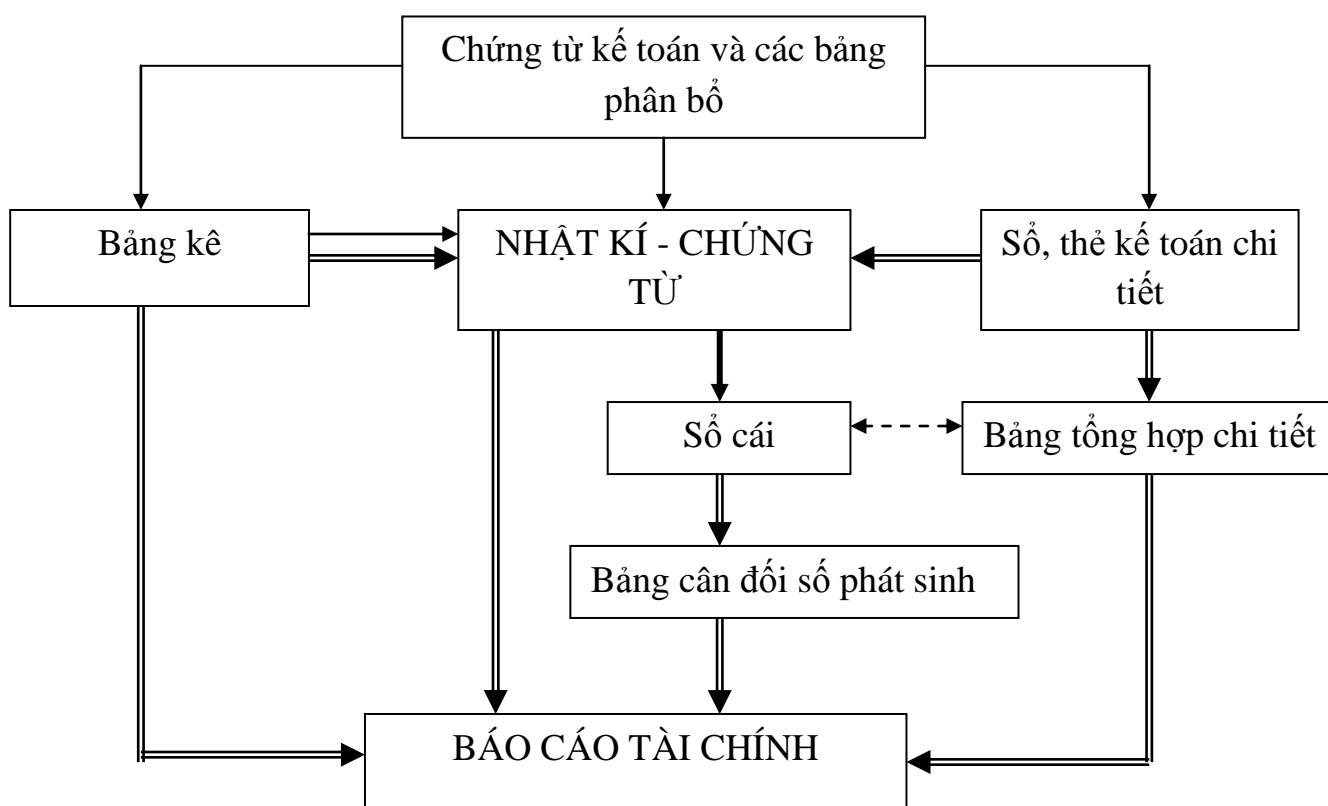 Chứng từ kế toán và các bảng
phân bổ
Bảng kê
NHẬT KÍ - CHỨNG
TỪ
Sổ, thẻ kế toán chi
tiết
Sổ cái
Bảng tổng hợp chi tiết
Bảng cân đối số phát sinh
BÁO CÁO TÀI CHÍNH